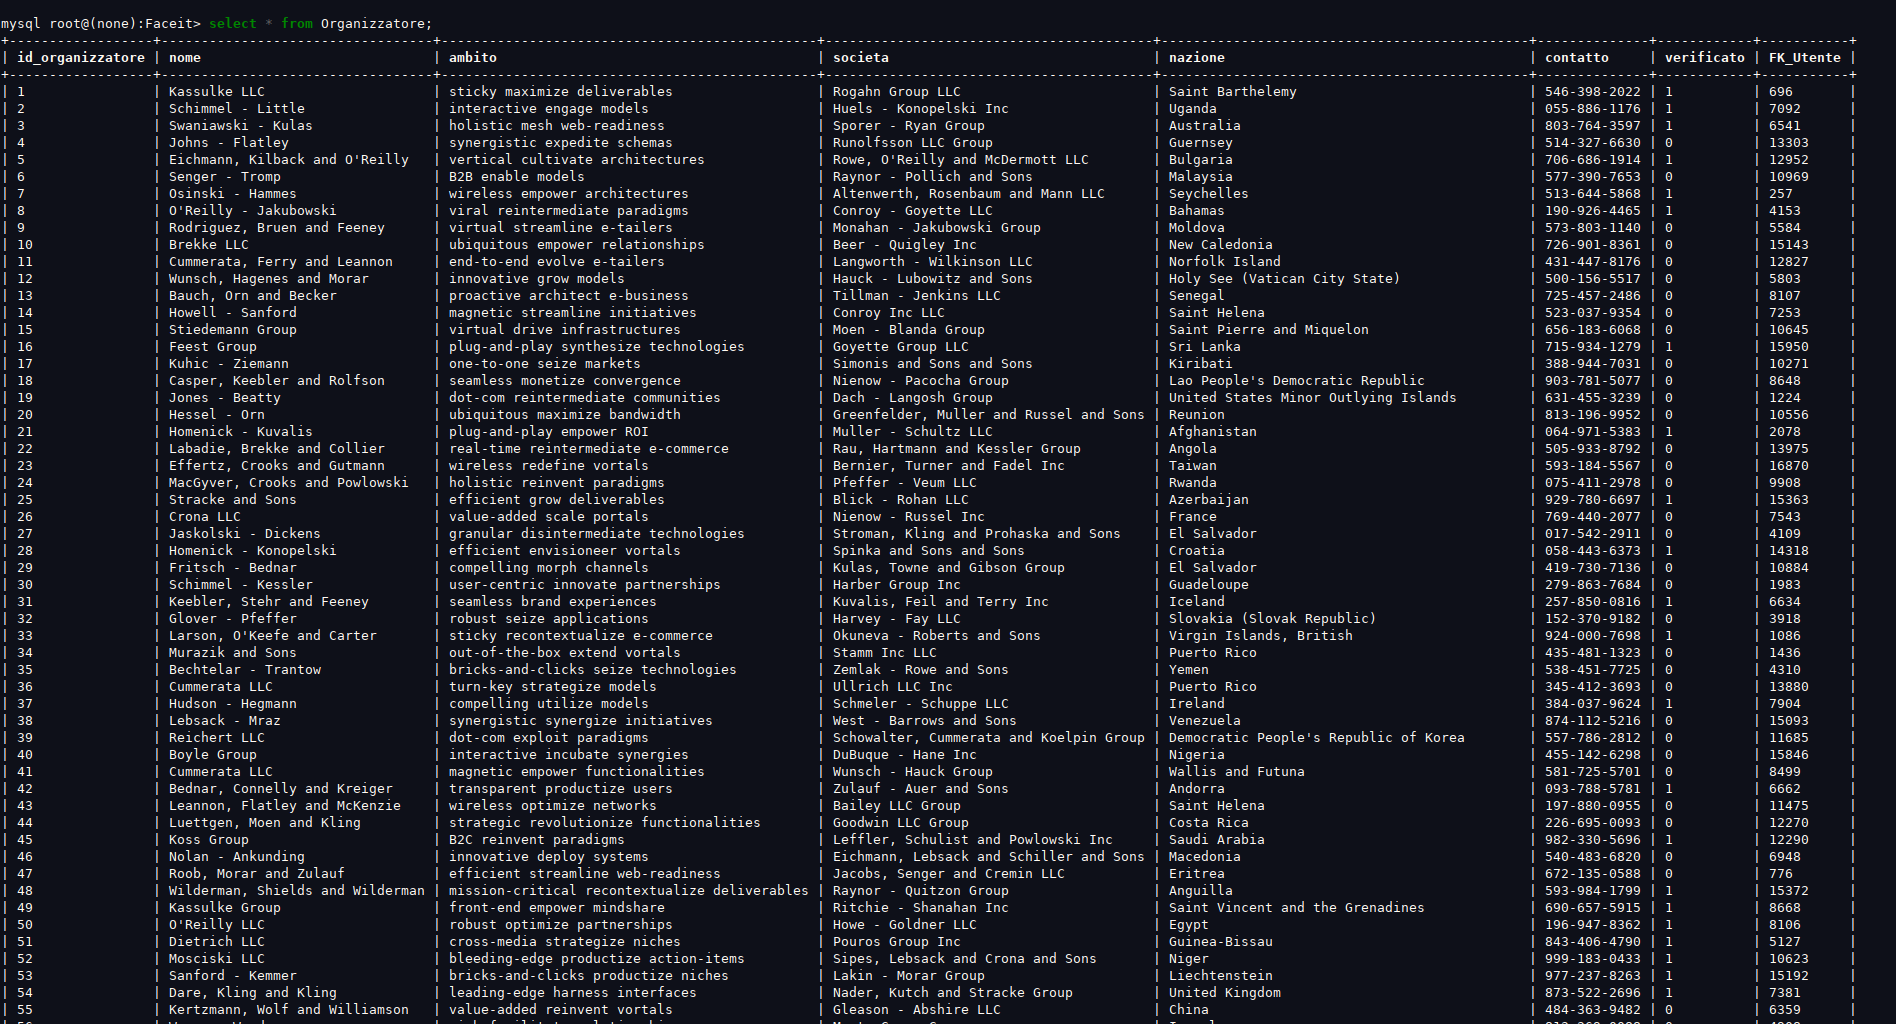 mysql root@(none):Faceit> select * from Organizzatore;
+------------------+----------------------------------+-----------------------------------------------+-----------------------------------------+----------------------------------------------+--------------+------------+-----------+
| id_organizzatore | nome | ambito | societa | nazione | contatto | verificato | FK_Utente |
+------------------+----------------------------------+-----------------------------------------------+-----------------------------------------+----------------------------------------------+--------------+------------+-----------+
| 1 | Kassulke LLC | sticky maximize deliverables | Rogahn Group LLC | Saint Barthelemy | 546-398-2022 | 1 | 696 |
| 2 | Schimmel - Little | interactive engage models | Huels - Konopelski Inc | Uganda | 055-886-1176 | 1 | 7092 |
| 3 | Swaniawski - Kulas | holistic mesh web-readiness | Sporer - Ryan Group | Australia | 803-764-3597 | 1 | 6541 |
| 4 | Johns - Flatley | synergistic expedite schemas | Runolfsson LLC Group | Guernsey | 514-327-6630 | 0 | 13303 |
| 5 | Eichmann, Kilback and O'Reilly | vertical cultivate architectures | Rowe, O'Reilly and McDermott LLC | Bulgaria | 706-686-1914 | 1 | 12952 |
| 6 | Senger - Tromp | B2B enable models | Raynor - Pollich and Sons | Malaysia | 577-390-7653 | 0 | 10969 |
| 7 | Osinski - Hammes | wireless empower architectures | Altenwerth, Rosenbaum and Mann LLC | Seychelles | 513-644-5868 | 1 | 257 |
| 8 | O'Reilly - Jakubowski | viral reintermediate paradigms | Conroy - Goyette LLC | Bahamas | 190-926-4465 | 1 | 4153 |
| 9 | Rodriguez, Bruen and Feeney | virtual streamline e-tailers | Monahan - Jakubowski Group | Moldova | 573-803-1140 | 0 | 5584 |
| 10 | Brekke LLC | ubiquitous empower relationships | Beer - Quigley Inc | New Caledonia | 726-901-8361 | 0 | 15143 |
| 11 | Cummerata, Ferry and Leannon | end-to-end evolve e-tailers | Langworth - Wilkinson LLC | Norfolk Island | 431-447-8176 | 0 | 12827 |
| 12 | Wunsch, Hagenes and Morar | innovative grow models | Hauck - Lubowitz and Sons | Holy See (Vatican City State) | 500-156-5517 | 0 | 5803 |
| 13 | Bauch, Orn and Becker | proactive architect e-business | Tillman - Jenkins LLC | Senegal | 725-457-2486 | 0 | 8107 |
| 14 | Howell - Sanford | magnetic streamline initiatives | Conroy Inc LLC | Saint Helena | 523-037-9354 | 0 | 7253 |
| 15 | Stiedemann Group | virtual drive infrastructures | Moen - Blanda Group | Saint Pierre and Miquelon | 656-183-6068 | 0 | 10645 |
| 16 | Feest Group | plug-and-play synthesize technologies | Goyette Group LLC | Sri Lanka | 715-934-1279 | 1 | 15950 |
| 17 | Kuhic - Ziemann | one-to-one seize markets | Simonis and Sons and Sons | Kiribati | 388-944-7031 | 0 | 10271 |
| 18 | Casper, Keebler and Rolfson | seamless monetize convergence | Nienow - Pacocha Group | Lao People's Democratic Republic | 903-781-5077 | 0 | 8648 |
| 19 | Jones - Beatty | dot-com reintermediate communities | Dach - Langosh Group | United States Minor Outlying Islands | 631-455-3239 | 0 | 1224 |
| 20 | Hessel - Orn | ubiquitous maximize bandwidth | Greenfelder, Muller and Russel and Sons | Reunion | 813-196-9952 | 0 | 10556 |
| 21 | Homenick - Kuvalis | plug-and-play empower ROI | Muller - Schultz LLC | Afghanistan | 064-971-5383 | 1 | 2078 |
| 22 | Labadie, Brekke and Collier | real-time reintermediate e-commerce | Rau, Hartmann and Kessler Group | Angola | 505-933-8792 | 0 | 13975 |
| 23 | Effertz, Crooks and Gutmann | wireless redefine vortals | Bernier, Turner and Fadel Inc | Taiwan | 593-184-5567 | 0 | 16870 |
| 24 | MacGyver, Crooks and Powlowski | holistic reinvent paradigms | Pfeffer - Veum LLC | Rwanda | 075-411-2978 | 0 | 9908 |
| 25 | Stracke and Sons | efficient grow deliverables | Blick - Rohan LLC | Azerbaijan | 929-780-6697 | 1 | 15363 |
| 26 | Crona LLC | value-added scale portals | Nienow - Russel Inc | France | 769-440-2077 | 0 | 7543 |
| 27 | Jaskolski - Dickens | granular disintermediate technologies | Stroman, Kling and Prohaska and Sons | El Salvador | 017-542-2911 | 0 | 4109 |
| 28 | Homenick - Konopelski | efficient envisioneer vortals | Spinka and Sons and Sons | Croatia | 058-443-6373 | 1 | 14318 |
| 29 | Fritsch - Bednar | compelling morph channels | Kulas, Towne and Gibson Group | El Salvador | 419-730-7136 | 0 | 10884 |
| 30 | Schimmel - Kessler | user-centric innovate partnerships | Harber Group Inc | Guadeloupe | 279-863-7684 | 0 | 1983 |
| 31 | Keebler, Stehr and Feeney | seamless brand experiences | Kuvalis, Feil and Terry Inc | Iceland | 257-850-0816 | 1 | 6634 |
| 32 | Glover - Pfeffer | robust seize applications | Harvey - Fay LLC | Slovakia (Slovak Republic) | 152-370-9182 | 0 | 3918 |
| 33 | Larson, O'Keefe and Carter | sticky recontextualize e-commerce | Okuneva - Roberts and Sons | Virgin Islands, British | 924-000-7698 | 1 | 1086 |
| 34 | Murazik and Sons | out-of-the-box extend vortals | Stamm Inc LLC | Puerto Rico | 435-481-1323 | 0 | 1436 |
| 35 | Bechtelar - Trantow | bricks-and-clicks seize technologies | Zemlak - Rowe and Sons | Yemen | 538-451-7725 | 0 | 4310 |
| 36 | Cummerata LLC | turn-key strategize models | Ullrich LLC Inc | Puerto Rico | 345-412-3693 | 0 | 13880 |
| 37 | Hudson - Hegmann | compelling utilize models | Schmeler - Schuppe LLC | Ireland | 384-037-9624 | 1 | 7904 |
| 38 | Lebsack - Mraz | synergistic synergize initiatives | West - Barrows and Sons | Venezuela | 874-112-5216 | 0 | 15093 |
| 39 | Reichert LLC | dot-com exploit paradigms | Schowalter, Cummerata and Koelpin Group | Democratic People's Republic of Korea | 557-786-2812 | 0 | 11685 |
| 40 | Boyle Group | interactive incubate synergies | DuBuque - Hane Inc | Nigeria | 455-142-6298 | 0 | 15846 |
| 41 | Cummerata LLC | magnetic empower functionalities | Wunsch - Hauck Group | Wallis and Futuna | 581-725-5701 | 0 | 8499 |
| 42 | Bednar, Connelly and Kreiger | transparent productize users | Zulauf - Auer and Sons | Andorra | 093-788-5781 | 1 | 6662 |
| 43 | Leannon, Flatley and McKenzie | wireless optimize networks | Bailey LLC Group | Saint Helena | 197-880-0955 | 0 | 11475 |
| 44 | Luettgen, Moen and Kling | strategic revolutionize functionalities | Goodwin LLC Group | Costa Rica | 226-695-0093 | 0 | 12270 |
| 45 | Koss Group | B2C reinvent paradigms | Leffler, Schulist and Powlowski Inc | Saudi Arabia | 982-330-5696 | 1 | 12290 |
| 46 | Nolan - Ankunding | innovative deploy systems | Eichmann, Lebsack and Schiller and Sons | Macedonia | 540-483-6820 | 0 | 6948 |
| 47 | Roob, Morar and Zulauf | efficient streamline web-readiness | Jacobs, Senger and Cremin LLC | Eritrea | 672-135-0588 | 0 | 776 |
| 48 | Wilderman, Shields and Wilderman | mission-critical recontextualize deliverables | Raynor - Quitzon Group | Anguilla | 593-984-1799 | 1 | 15372 |
| 49 | Kassulke Group | front-end empower mindshare | Ritchie - Shanahan Inc | Saint Vincent and the Grenadines | 690-657-5915 | 1 | 8668 |
| 50 | O'Reilly LLC | robust optimize partnerships | Howe - Goldner LLC | Egypt | 196-947-8362 | 1 | 8106 |
| 51 | Dietrich LLC | cross-media strategize niches | Pouros Group Inc | Guinea-Bissau | 843-406-4790 | 1 | 5127 |
| 52 | Mosciski LLC | bleeding-edge productize action-items | Sipes, Lebsack and Crona and Sons | Niger | 999-183-0433 | 1 | 10623 |
| 53 | Sanford - Kemmer | bricks-and-clicks productize niches | Lakin - Morar Group | Liechtenstein | 977-237-8263 | 1 | 15192 |
| 54 | Dare, Kling and Kling | leading-edge harness interfaces | Nader, Kutch and Stracke Group | United Kingdom | 873-522-2696 | 1 | 7381 |
| 55 | Kertzmann, Wolf and Williamson | value-added reinvent vortals | Gleason - Abshire LLC | China | 484-363-9482 | 0 | 6359 |